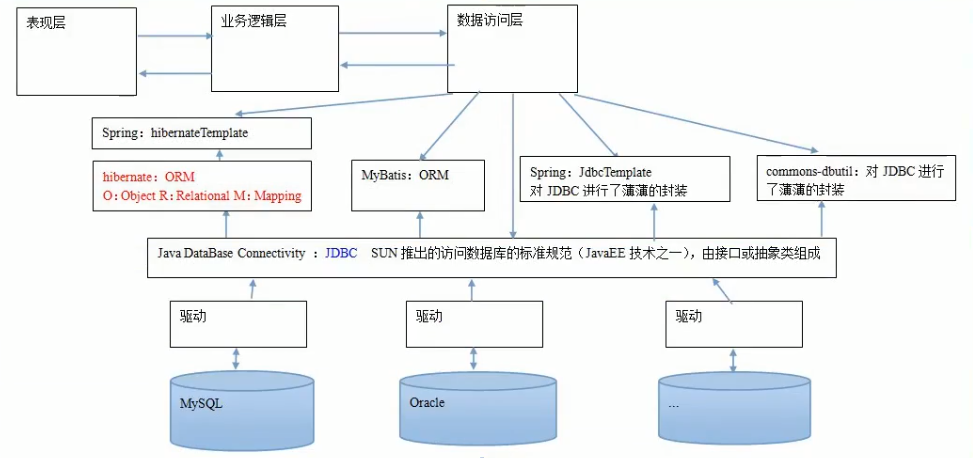 表现层
业务逻辑层
数据访问层
Spring：hibernateTemplate
hibernate：ORM
O：Object R：Relational M：Mapping
MyBatis：ORM
Spring：JdbcTemplate
对 JDBC 进行了薄薄的封装
commons-dbutil：对 JDBC 进行
了薄薄的封装
Java DataBase Connectivity ：JDBC SUN 推出的访问数据库的标准规范（JavaEE 技术之一），由接口或抽象类组成
驱动
驱动
驱动
MySQL
Oracle
...